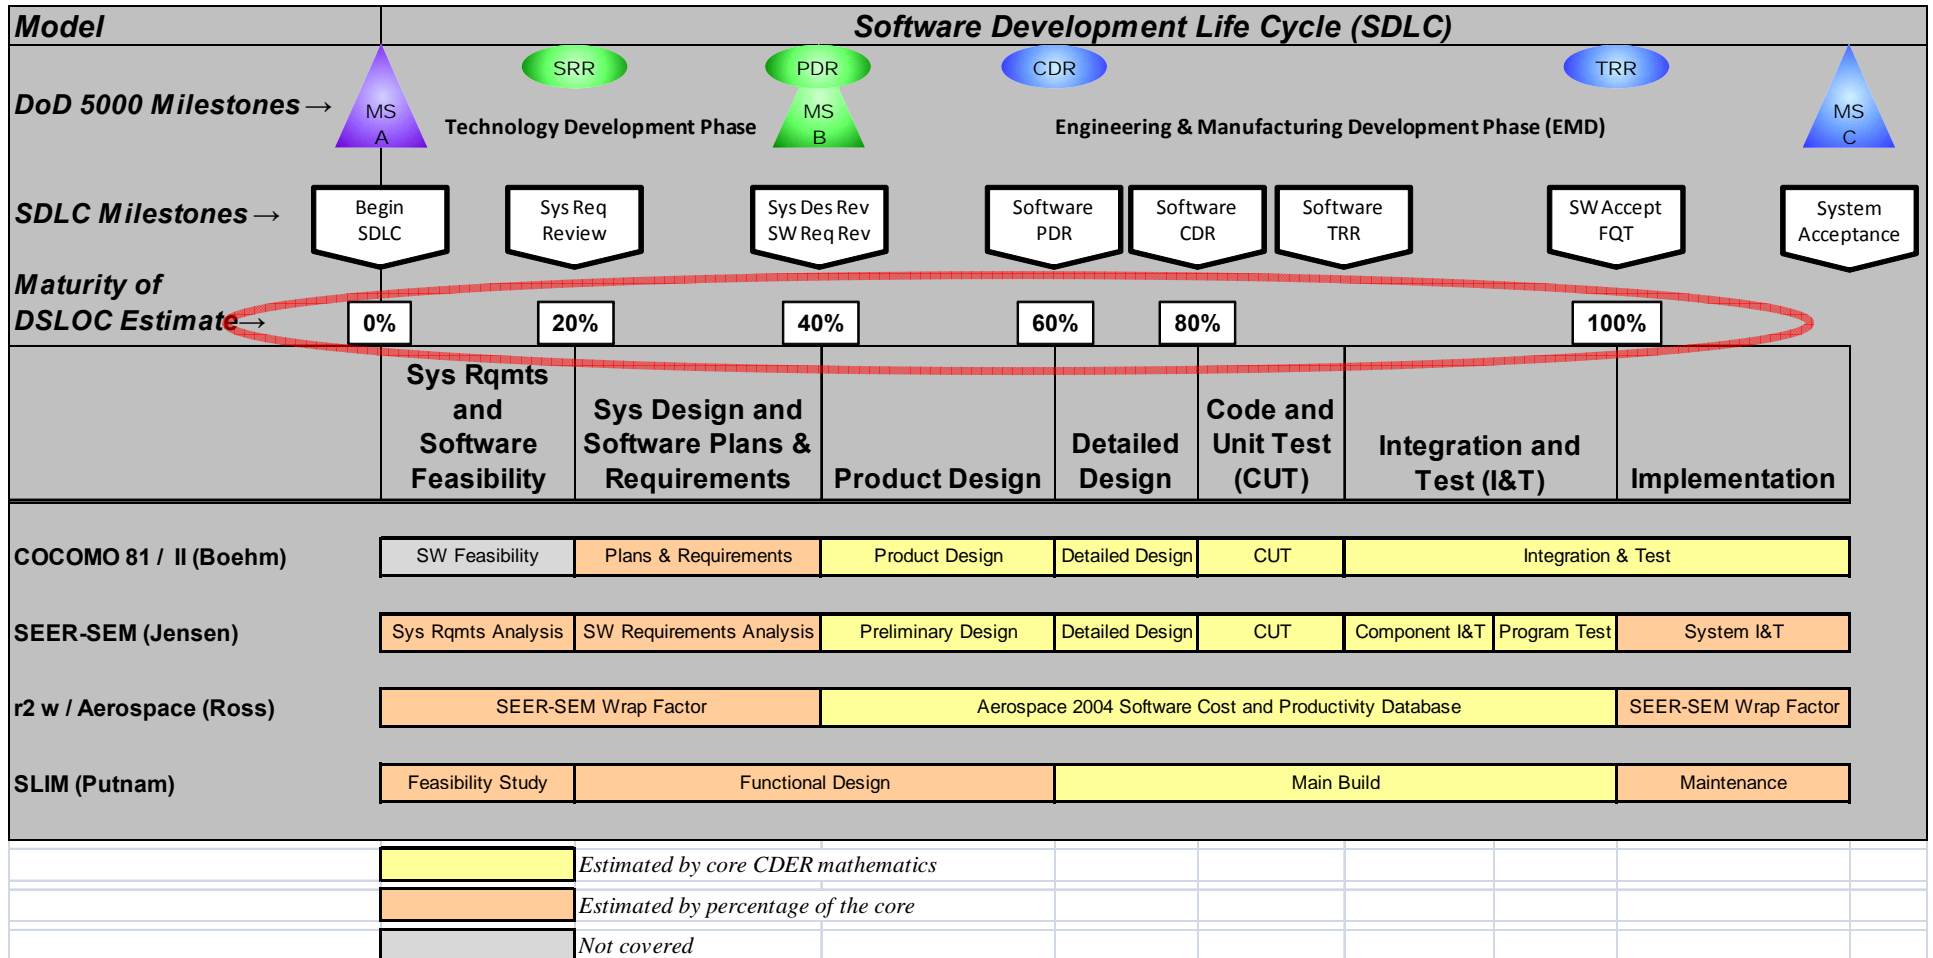 Model
Software Development Life Cycle (SDLC)
SRR
PDR
CDR
TRR
DoD 5000 Milestones→
MS
A
Technology Development Phase
MS
B
Engineering & Manufacturing Development Phase (EMD)
MS
C
SDLC Milestones→
Begin
SDLC
Sys Req
Review
Sys Des Rev
SW Req Rev
Software
PDR
Software
CDR
Software
TRR
SW Accept
FQT
System
Acceptance
Maturity of
DSLOC Estimate→
0%
20%
40%
60%
80%
100%
Sys Rqmts
and
Software
Feasibility
Sys Design and
Software Plans &
Requirements
Product Design
Detailed
Design
Code and
Unit Test
(CUT)
Integration and
Test (I&T)
Implementation
COCOMO 81 / II (Boehm)
SW Feasibility
Plans & Requirements
Product Design
Detailed Design
CUT
Integration & Test
SEER-SEM (Jensen)
Sys Rqmts Analysis
SW Requirements Analysis
Preliminary Design
Detailed Design
CUT
Component I&T
Program Test
System I&T
r2 w / Aerospace (Ross)
SEER-SEM Wrap Factor
Aerospace 2004 Software Cost and Productivity Database
SEER-SEM Wrap Factor
SLIM (Putnam)
Feasibility Study
Functional Design
Main Build
Maintenance
Estimated by core CDER mathematics
Estimated by percentage of the core
Not covered